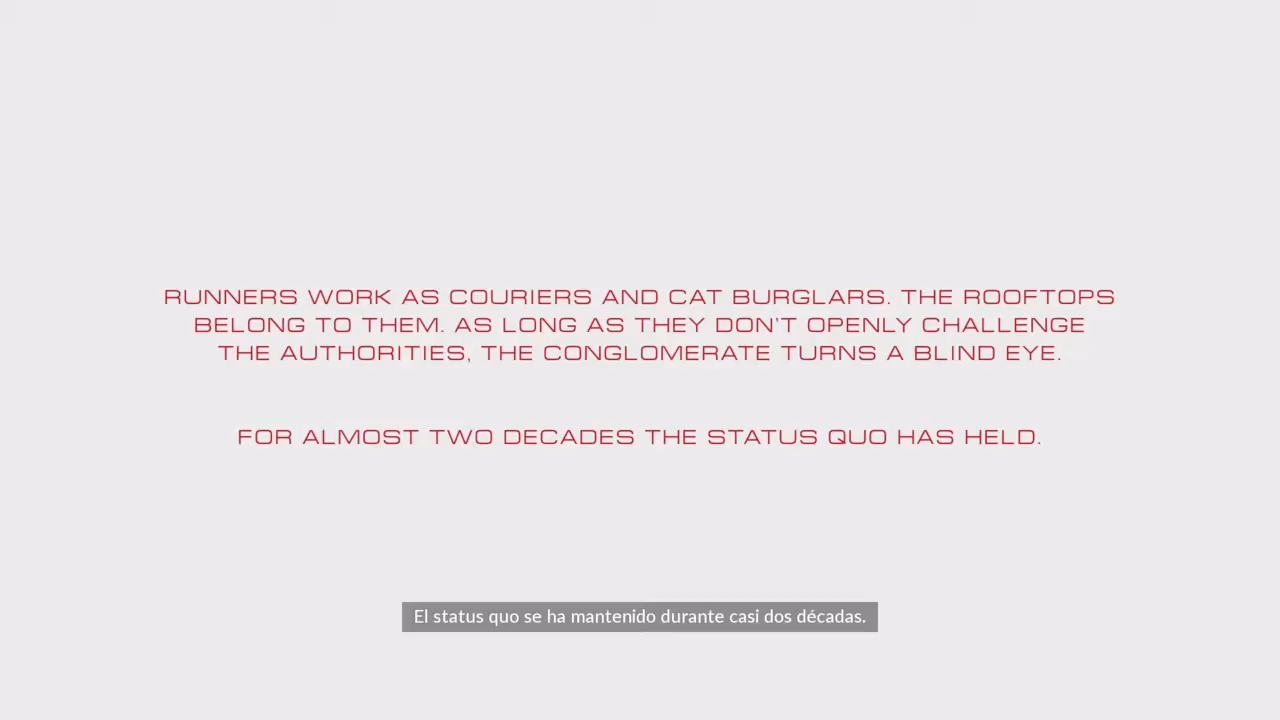 RUNNERS WORK AS COURIERS AND CAT BURGLARS. THE ROOFTOPS
BELONG TO THEM. AS LONG AS THEY DON'T OPENLY CHALLENGE
THE AUTHORITIES, THE CONGLOMERATE TURNS A BLIND EYE.
FOR ALMOST TWO DECADES THE STATUS QUO HAS HELD.
El status quo se ha mantenido durante casi dos décadas.